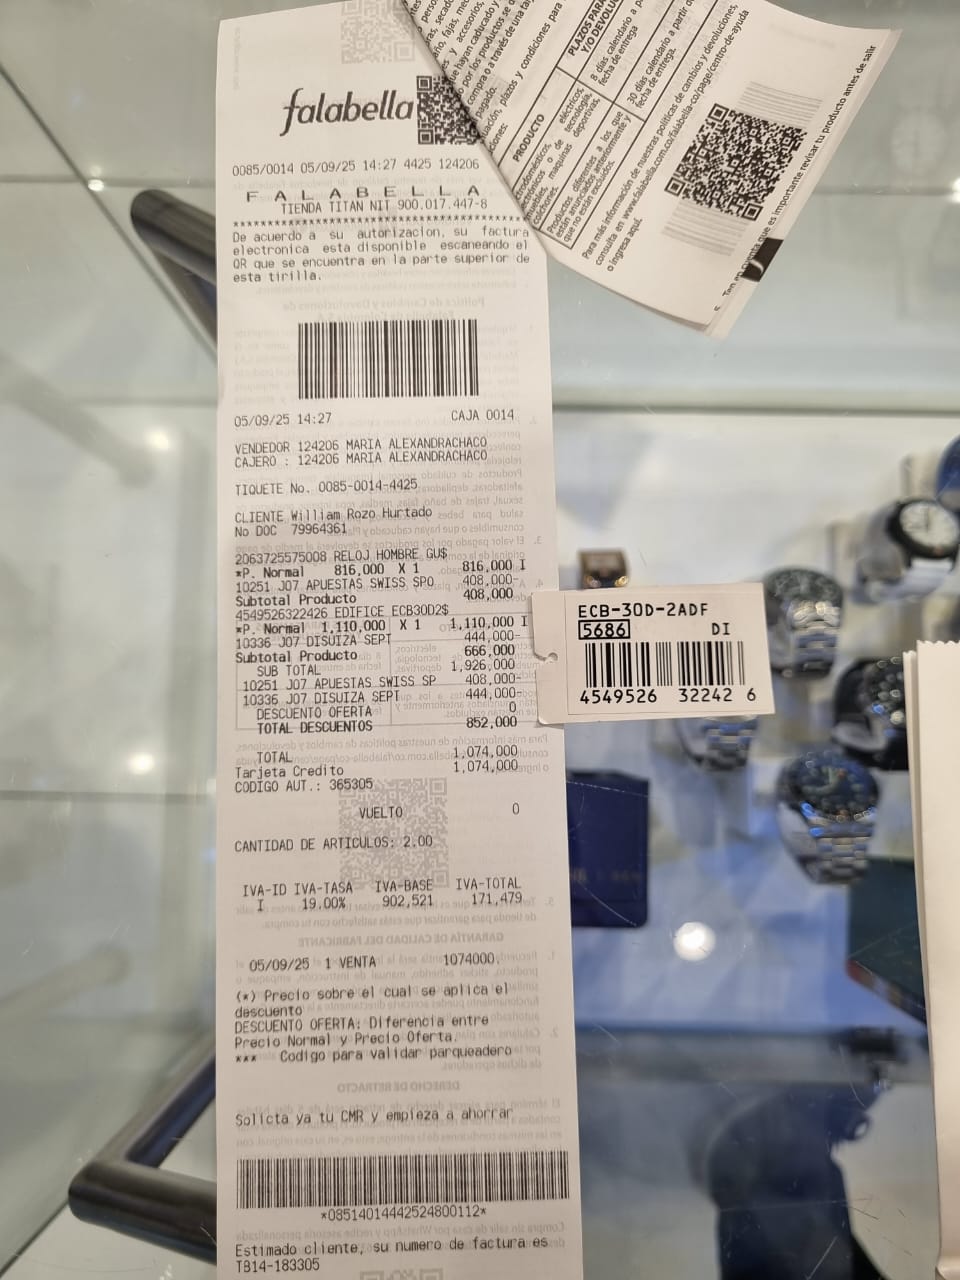 falabella
0085/0014 05/09/25 14:27 4425 124206
F A L A B E L L A
TIENDA TITAN NIT 900.017.447-8
************************************
De acuerdo a su autorizacion, su factura
electronica esta disponible escaneando el
QR que se encuentra en la parte superior de
esta tirilla.
05/09/25 14:27 CAJA 0014
VENDEDOR 124206 MARIA ALEXANDRACHACO
CAJERO : 124206 MARIA ALEXANDRACHACO
TIQUETE No. 0085-0014-4425
CLIENTE William Rozo Hurtado
No DOC 79964361
2063725575008 RELOJ HOMBRE GU$
*P. Normal 816,000 X 1 816,000 I
10251 J07 APUESTAS SWISS SPO 408,000-
Subtotal Producto 408,000
4549526322426 EDIFICE ECB30D2$
*P. Normal 1,110,000 X 1 1,110,000 I
10336 J07 DISUIZA SEPT 444,000-
Subtotal Producto 666,000
SUB TOTAL 1,926,000
10251 J07 APUESTAS SWISS SP 408,000-
10336 J07 DISUIZA SEPT 444,000-
DESCUENTO OFERTA 0
TOTAL DESCUENTOS 852,000
TOTAL 1,074,000
Tarjeta Credito 1,074,000
CODIGO AUT.: 365305
VUELTO 0
CANTIDAD DE ARTICULOS: 2.00
IVA-ID IVA-TASA IVA-BASE IVA-TOTAL
I 19.00% 902,521 171,479
05/09/25 1 VENTA 1074000
(*) Precio sobre el cual se aplica el
descuento
DESCUENTO OFERTA: Diferencia entre
Precio Normal y Precio Oferta.
*** Codigo para validar parqueadero
Solicta ya tu CMR y empieza a ahorrar
*08514014442524800112*
Estimado cliente, su numero de factura es
TB14-183305
ECB-30D-2ADF
5686 DI
4549526 32242 6
PRODUCTO
PLAZOS PARA
Y/O DEVOLU
eléctricos,
de tecnología,
maquinas deportivas,
colchones.
8 días calendario a p
fecha de entrega
Productos diferentes a los que
están anunciados anteriormente y
que no están excluidos.
30 días calendario a partir d
fecha de entrega.
Para más información de nuestras políticas de cambios y devoluciones,
consulta en www.falabella.com.co/falabella-co/page/centro-de-ayuda
o ingresa aquí.
que es importante revisar tu producto antes de salir